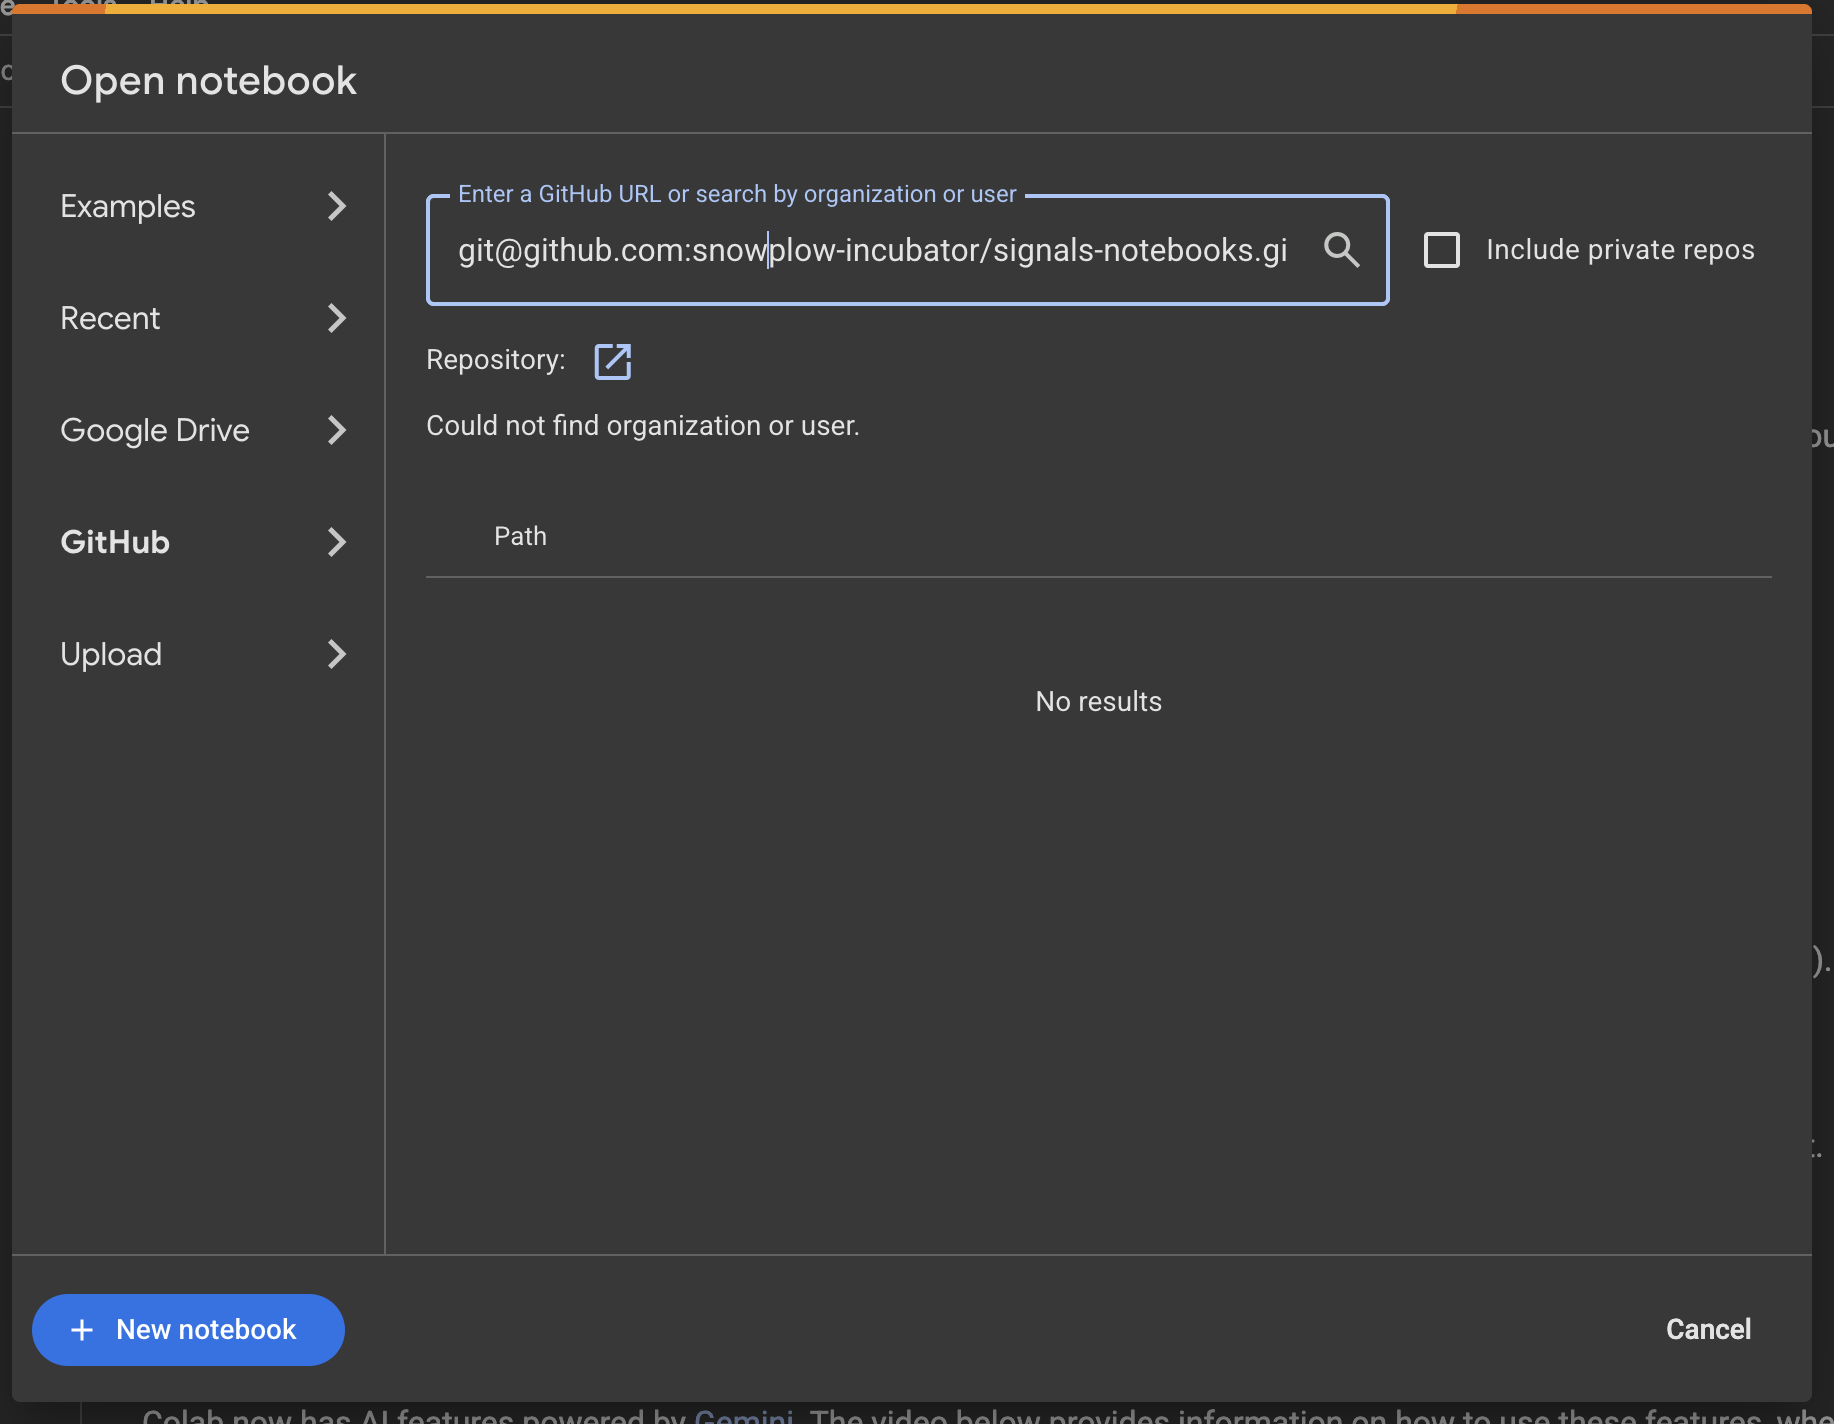 Tools Help
Open notebook
Examples
Recent
Google Drive
GitHub
Upload
Enter a GitHub URL or search by organization or user
git@github.com:snowplow-incubator/signals-notebooks.gi
Include private repos
Repository:
Could not find organization or user.
Path
No results
).
New notebook
Cancel
Colab now has AI features powered by Gemini. The video below provides information on how to use these features, whe